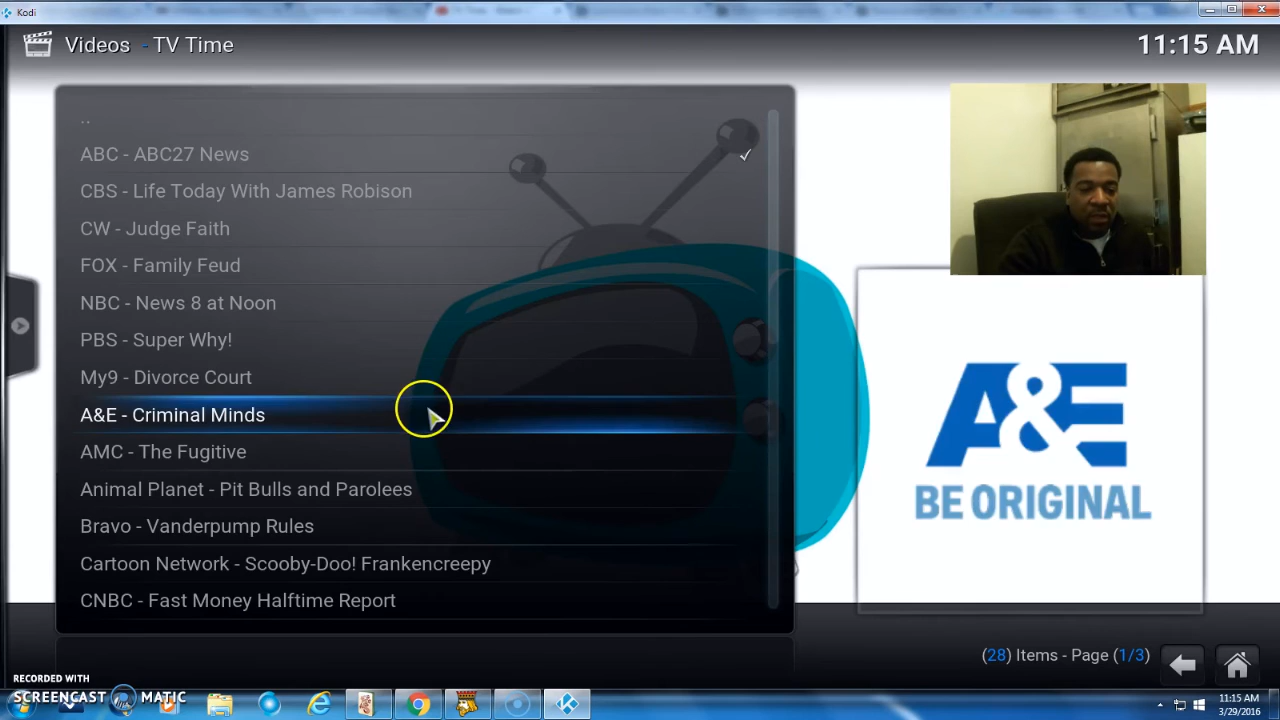 Kodi
Videos - TV Time
11:15 AM
..
ABC - ABC27 News
CBS - Life Today With James Robison
CW - Judge Faith
FOX - Family Feud
NBC - News 8 at Noon
PBS - Super Why!
My9 - Divorce Court
A&E - Criminal Minds
AMC - The Fugitive
Animal Planet - Pit Bulls and Parolees
Bravo - Vanderpump Rules
Cartoon Network - Scooby-Doo! Frankencreepy
CNBC - Fast Money Halftime Report
A&E
BE ORIGINAL
(28) Items - Page (1/3)
RECORDED WITH
SCREENCAST MATIC
11:15 AM
3/29/2016